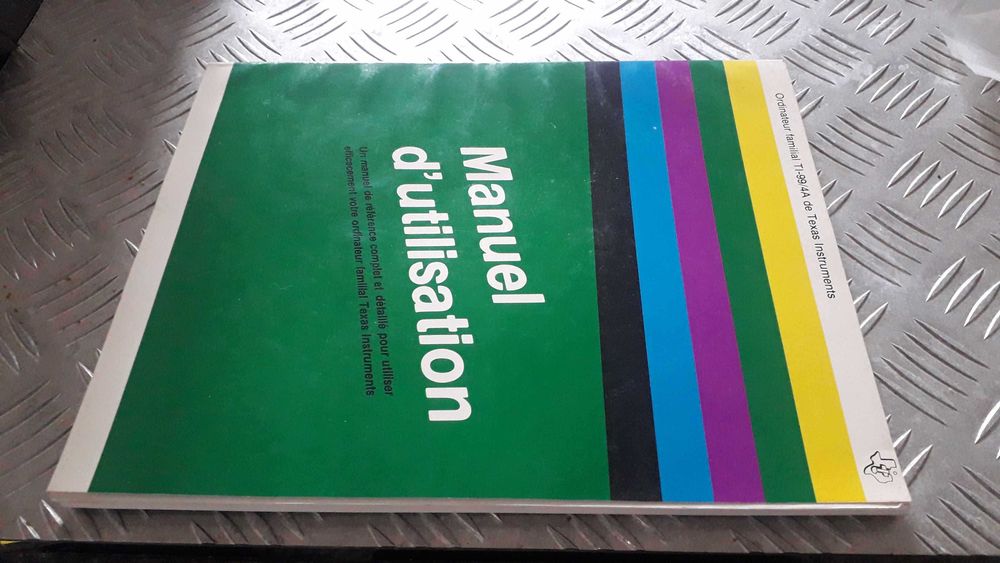 Ordinateur familial TI-99/4A de Texas Instruments
Manuel
d'utilisation
Un manuel de référence complet et détaillé pour utiliser
efficacement votre ordinateur familial Texas Instruments